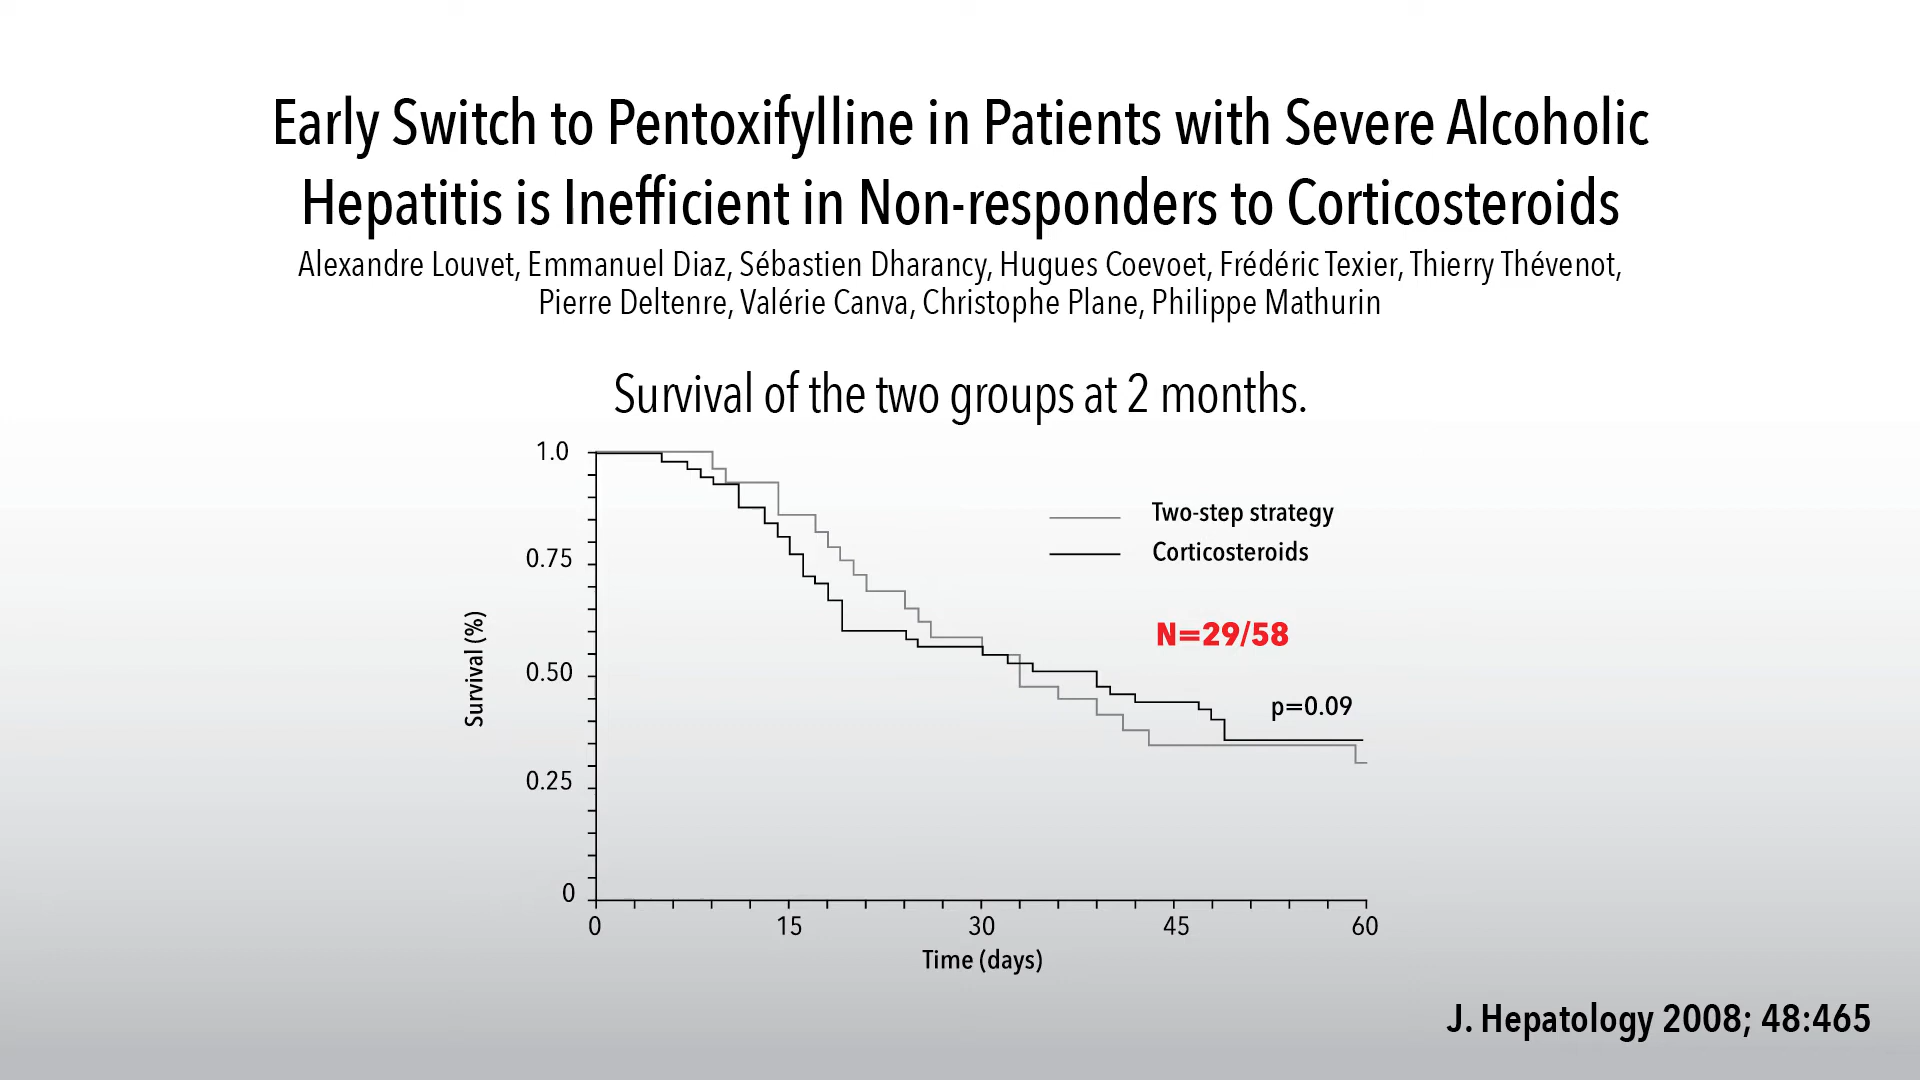 Early Switch to Pentoxifylline in Patients with Severe Alcoholic
Hepatitis is Inefficient in Non-responders to Corticosteroids
Alexandre Louvet, Emmanuel Diaz, Sébastien Dharancy, Hugues Coevoet, Frédéric Texier, Thierry Thévenot,
Pierre Deltenre, Valérie Canva, Christophe Plane, Philippe Mathurin
Survival of the two groups at 2 months.
1.0
0.75
0.50
0.25
0
Survival (%)
Two-step strategy
Corticosteroids
N=29/58
p=0.09
0 15 30 45 60
Time (days)
J. Hepatology 2008; 48:465